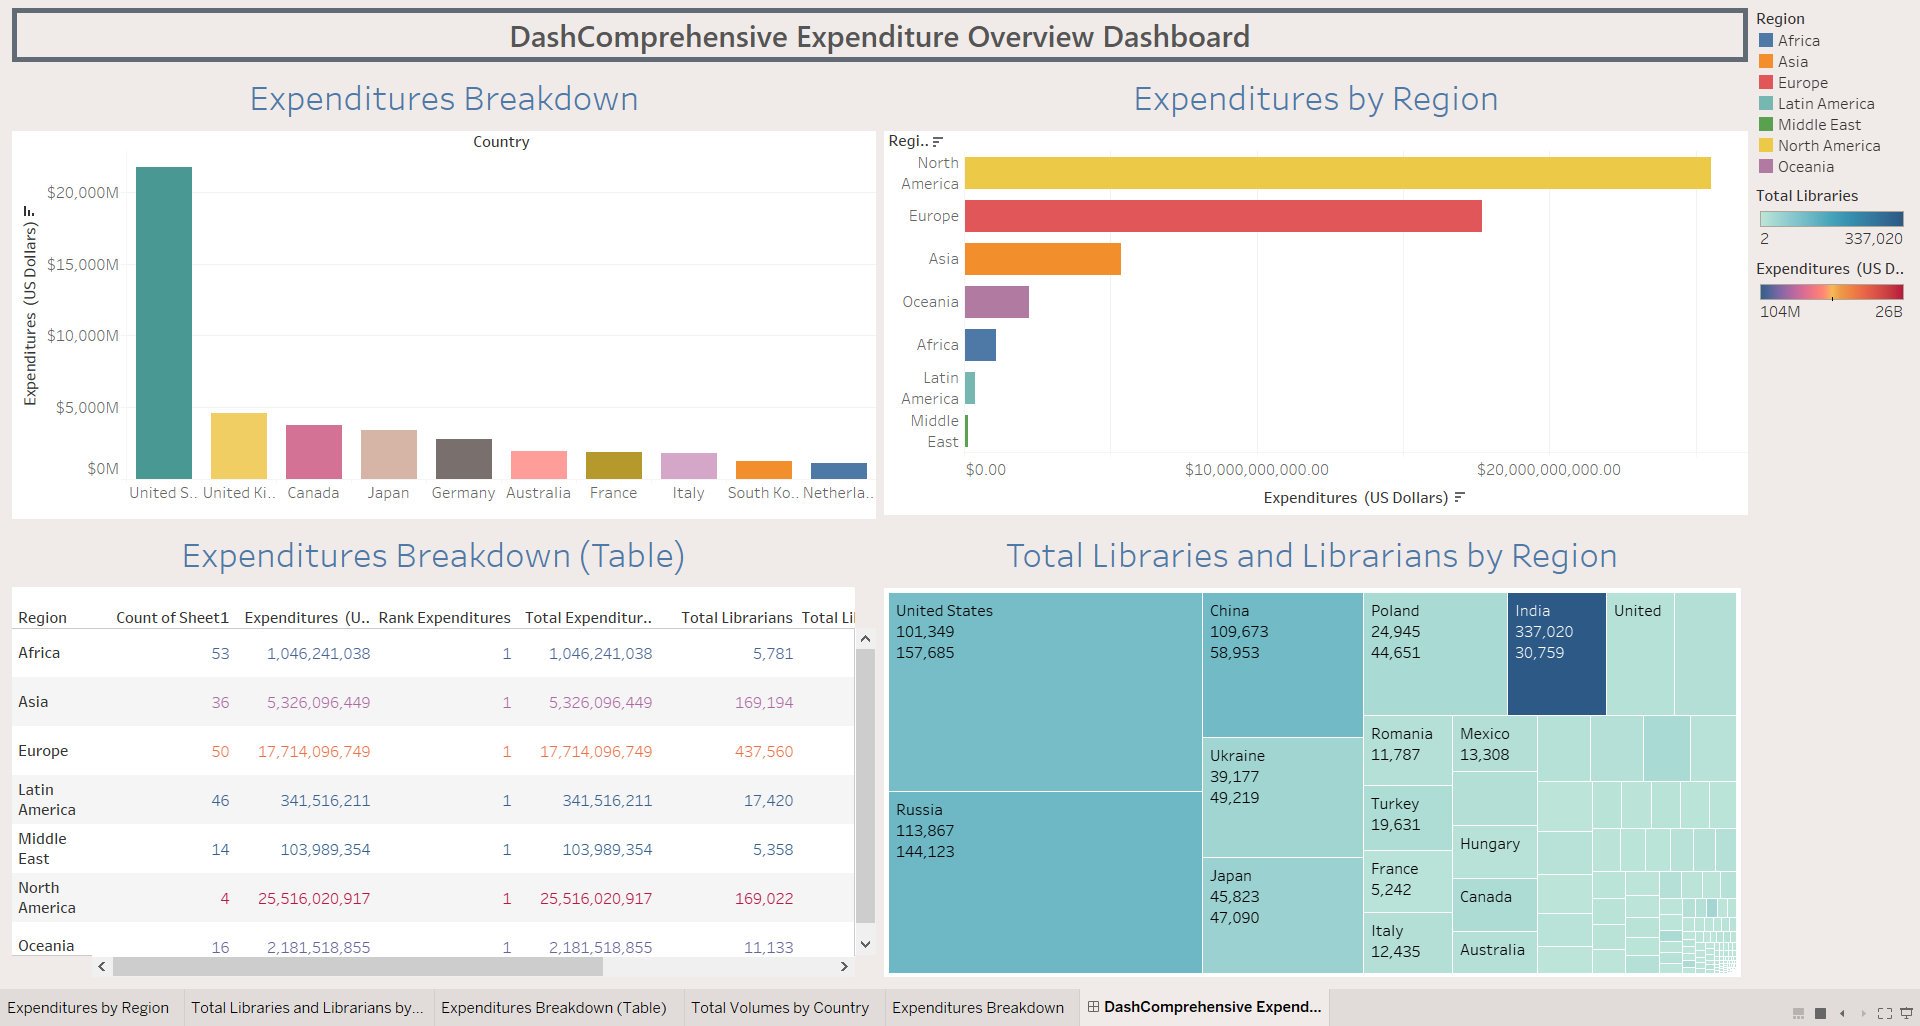 DashComprehensive Expenditure Overview Dashboard
Expenditures Breakdown
Country
Expenditures (US Dollars)
$20,000M
$15,000M
$10,000M
$5,000M
$0M
United S..
United Ki..
Canada
Japan
Germany
Australia
France
Italy
South Ko..
Netherla..
Expenditures by Region
Regi..
North
America
Europe
Asia
Oceania
Africa
Latin
America
Middle
East
$0.00
$10,000,000,000.00
$20,000,000,000.00
Expenditures (US Dollars)
Region
Africa
Asia
Europe
Latin America
Middle East
North America
Oceania
Total Libraries
2 337,020
Expenditures (US D..
104M 26B
Expenditures Breakdown (Table)
Region Count of Sheet1 Expenditures (U.. Rank Expenditures Total Expenditur.. Total Librarians Total Li
Africa 53 1,046,241,038 1 1,046,241,038 5,781
Asia 36 5,326,096,449 1 5,326,096,449 169,194
Europe 50 17,714,096,749 1 17,714,096,749 437,560
Latin
America 46 341,516,211 1 341,516,211 17,420
Middle
East 14 103,989,354 1 103,989,354 5,358
North
America 4 25,516,020,917 1 25,516,020,917 169,022
Oceania 16 2,181,518,855 1 2,181,518,855 11,133
Total Libraries and Librarians by Region
United States
101,349
157,685
Russia
113,867
144,123
China
109,673
58,953
Ukraine
39,177
49,219
Japan
45,823
47,090
Poland
24,945
44,651
India
337,020
30,759
United
Romania
11,787
Turkey
19,631
France
5,242
Italy
12,435
Mexico
13,308
Hungary
Canada
Australia
Expenditures by Region
Total Libraries and Librarians by...
Expenditures Breakdown (Table)
Total Volumes by Country
Expenditures Breakdown
DashComprehensive Expend...